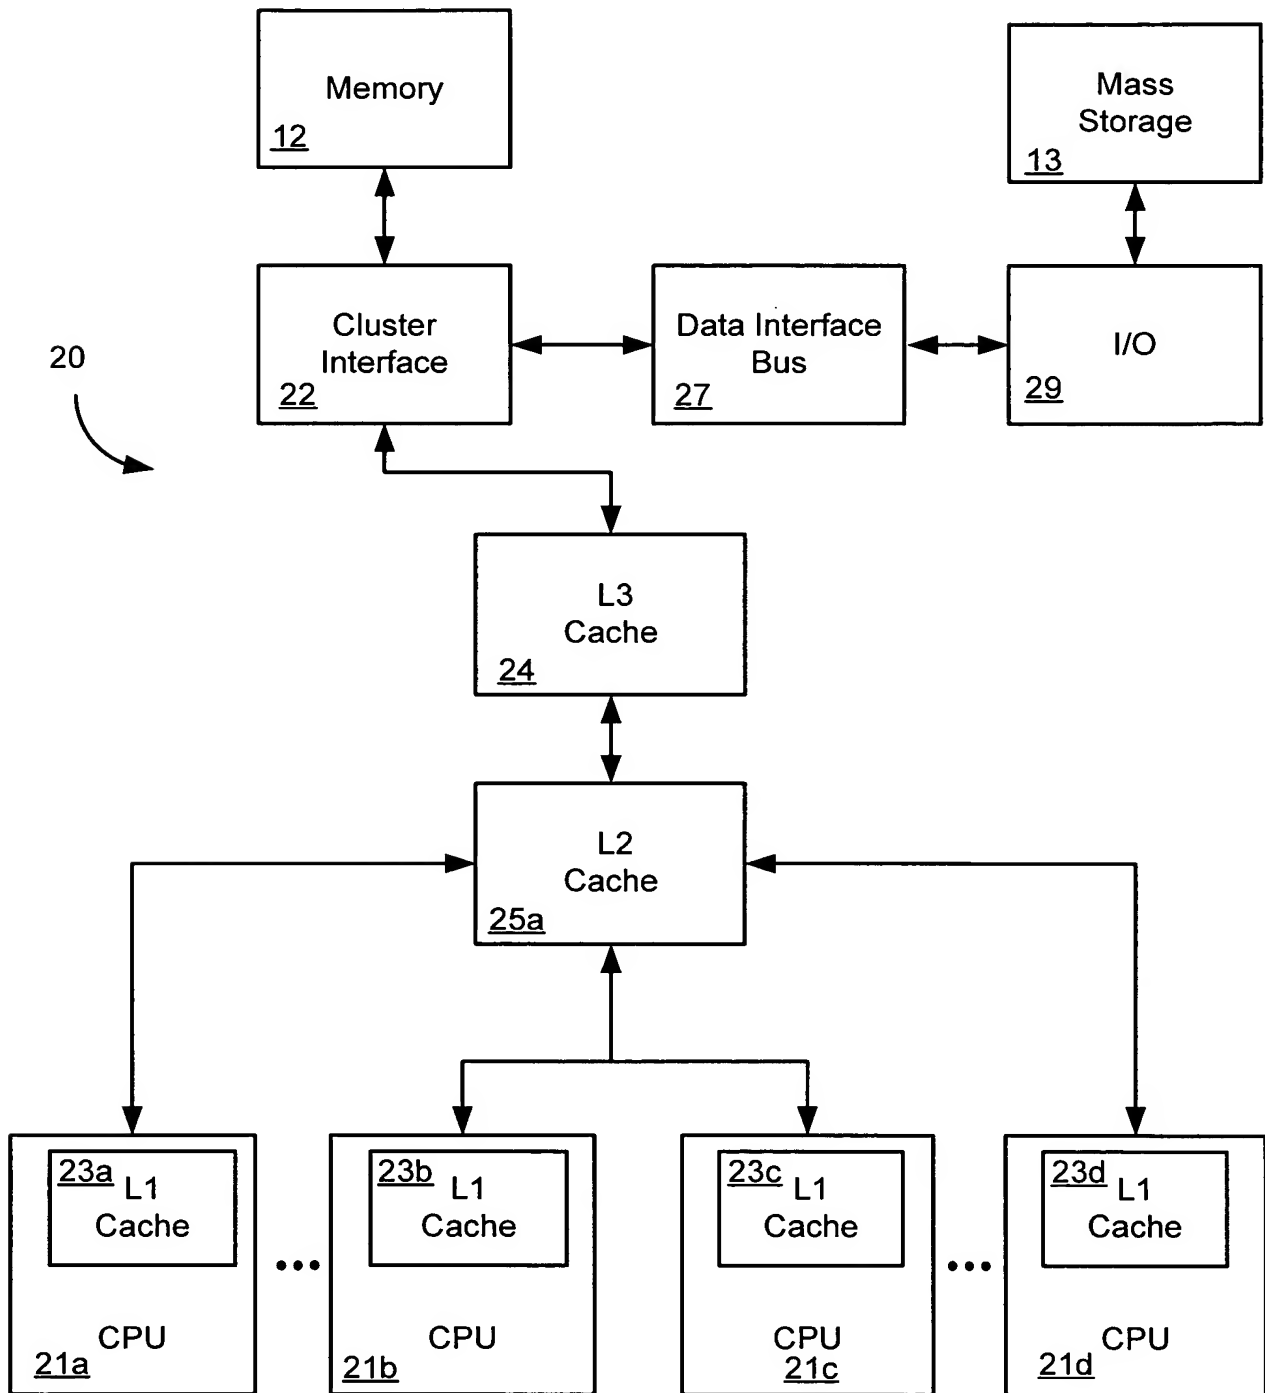 Memory
12
Mass
Storage
13
Cluster
Interface
22
Data Interface
Bus
27
I/O
29
20
L3
Cache
24
L2
Cache
25a
23a
L1
Cache
CPU
21a
23b
L1
Cache
CPU
21b
23c
L1
Cache
CPU
21c
23d
L1
Cache
CPU
21d